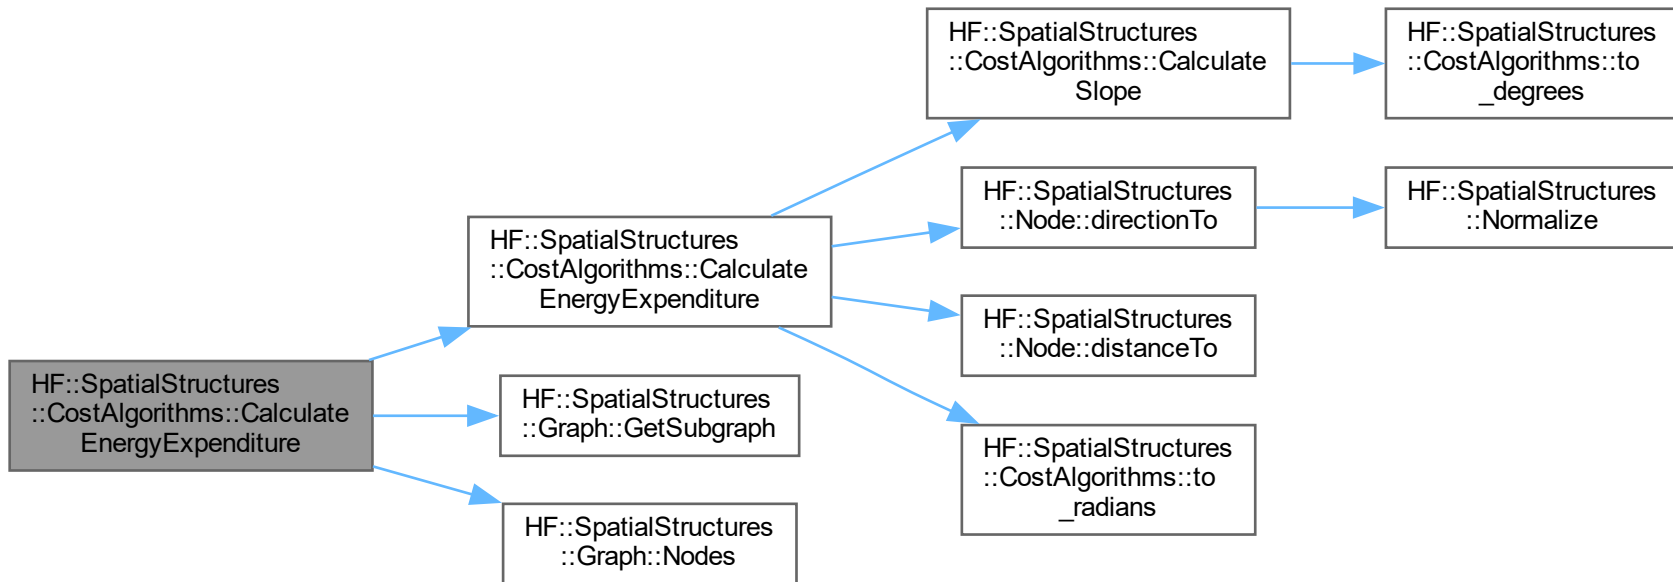 HF::SpatialStructures
::CostAlgorithms::Calculate
EnergyExpenditure
HF::SpatialStructures
::CostAlgorithms::Calculate
EnergyExpenditure
HF::SpatialStructures
::CostAlgorithms::Calculate
Slope
HF::SpatialStructures
::CostAlgorithms::to
_degrees
HF::SpatialStructures
::Node::directionTo
HF::SpatialStructures
::Normalize
HF::SpatialStructures
::Node::distanceTo
HF::SpatialStructures
::CostAlgorithms::to
_radians
HF::SpatialStructures
::Graph::GetSubgraph
HF::SpatialStructures
::Graph::Nodes